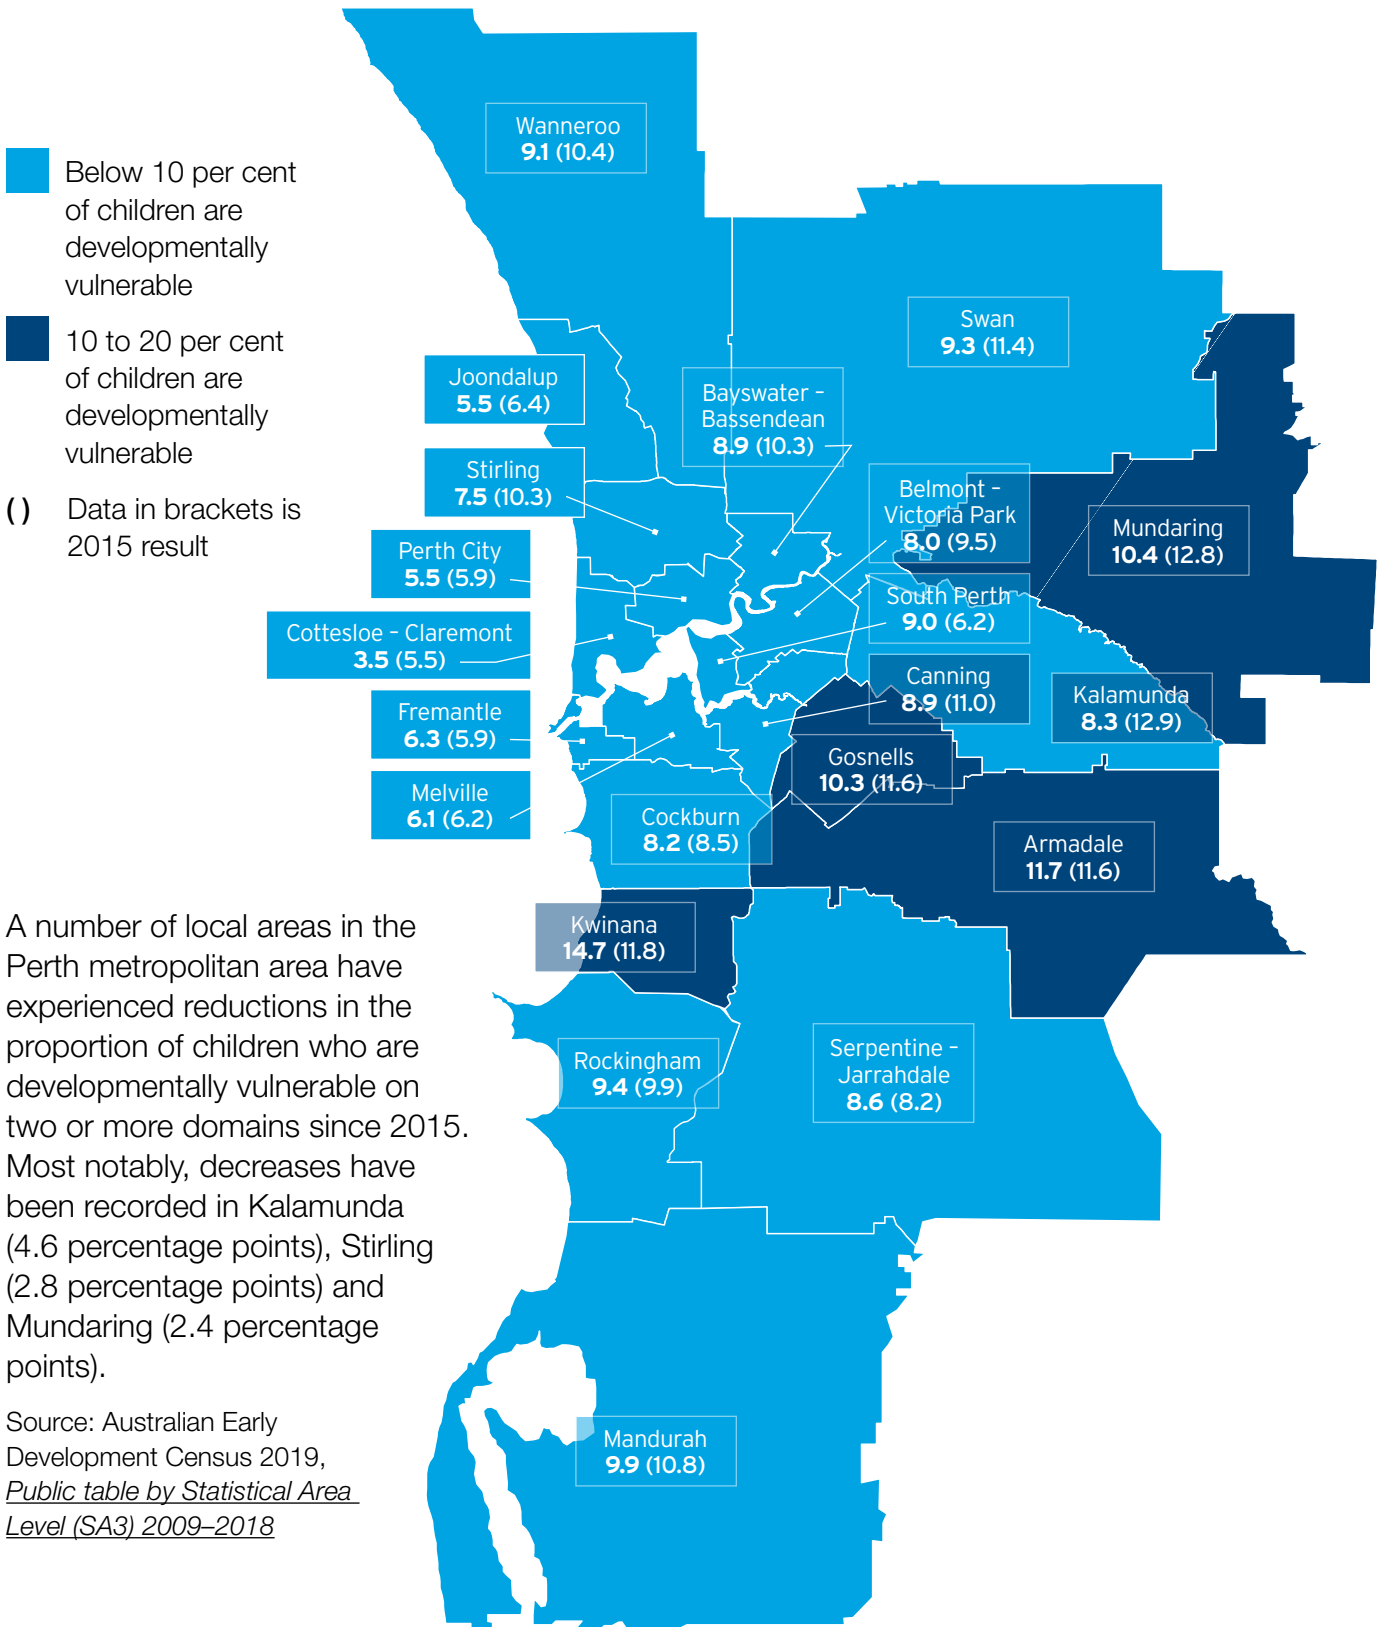 Below 10 per cent
of children are
developmentally
vulnerable
10 to 20 per cent
of children are
developmentally
vulnerable
( ) Data in brackets is
2015 result
Wanneroo
9.1 (10.4)
Swan
9.3 (11.4)
Joondalup
5.5 (6.4)
Bayswater –
Bassendean
8.9 (10.3)
Stirling
7.5 (10.3)
Belmont –
Victoria Park
8.0 (9.5)
Mundaring
10.4 (12.8)
Perth City
5.5 (5.9)
South Perth
9.0 (6.2)
Cottesloe – Claremont
3.5 (5.5)
Canning
8.9 (11.0)
Kalamunda
8.3 (12.9)
Fremantle
6.3 (5.9)
Gosnells
10.3 (11.6)
Melville
6.1 (6.2)
Cockburn
8.2 (8.5)
Armadale
11.7 (11.6)
Kwinana
14.7 (11.8)
Rockingham
9.4 (9.9)
Serpentine –
Jarrahdale
8.6 (8.2)
Mandurah
9.9 (10.8)
A number of local areas in the
Perth metropolitan area have
experienced reductions in the
proportion of children who are
developmentally vulnerable on
two or more domains since 2015.
Most notably, decreases have
been recorded in Kalamunda
(4.6 percentage points), Stirling
(2.8 percentage points) and
Mundaring (2.4 percentage
points).
Source: Australian Early
Development Census 2019,
Public table by Statistical Area
Level (SA3) 2009–2018